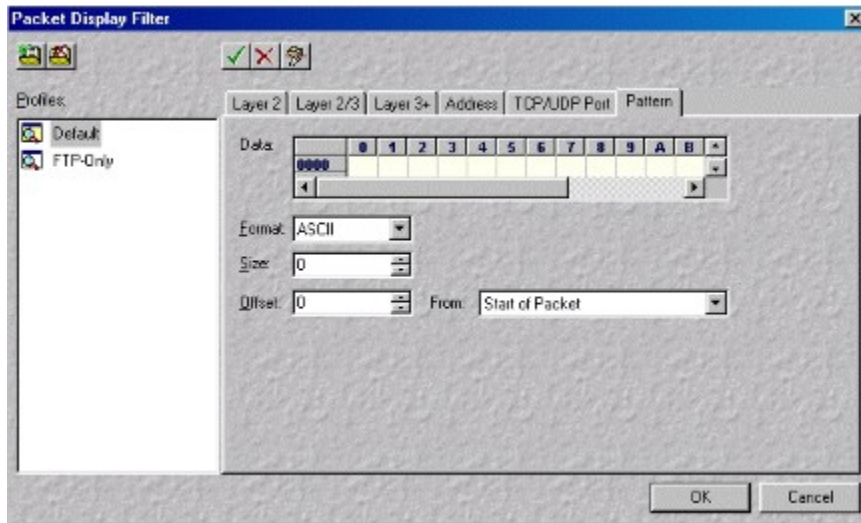 Packet Display Filter
Profiles:
Default
FTP-Only
Layer 2 Layer 2/3 Layer 3+ Address TCP/UDP Port Pattern
Data: 0 1 2 3 4 5 6 7 8 9 A B
0000
Format: ASCII
Size: 0
Offset: 0 From: Start of Packet
OK Cancel